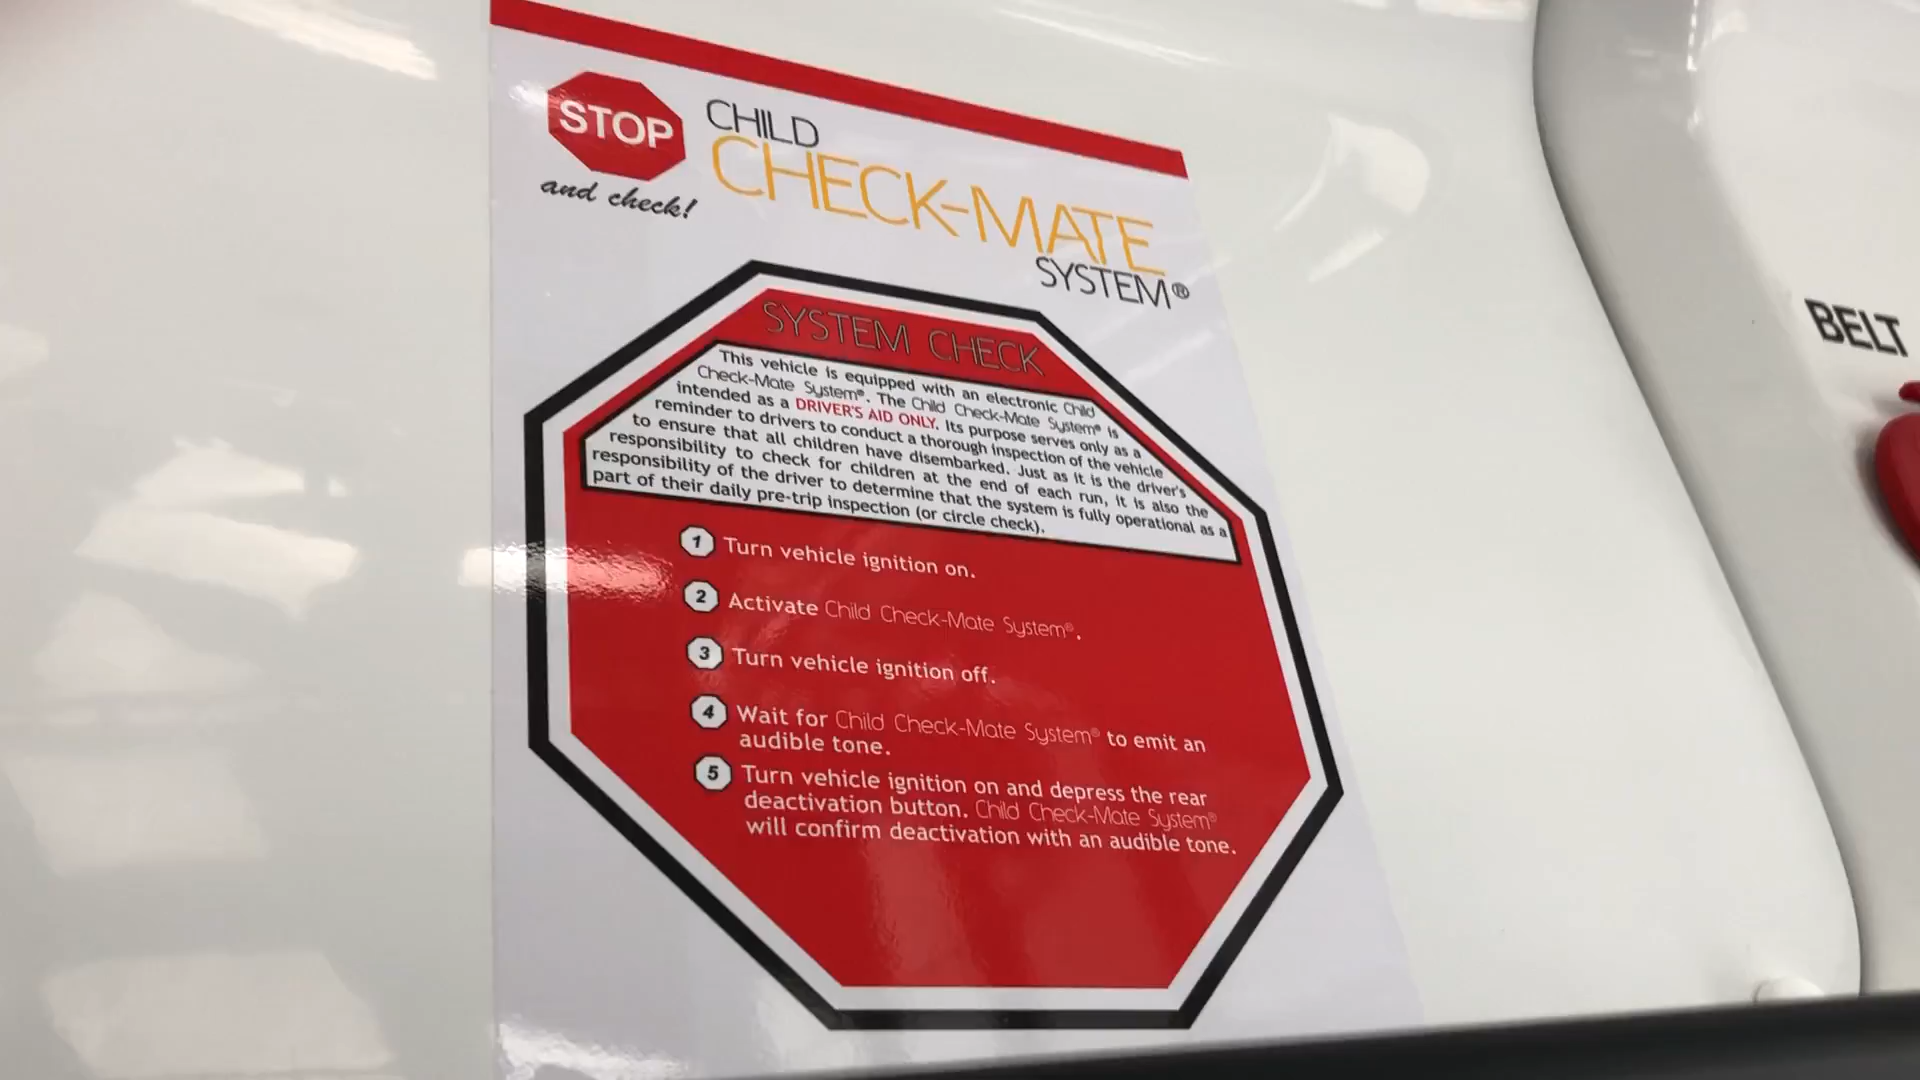 STOP
and check!
CHILD
CHECK-MATE
SYSTEM®
SYSTEM CHECK
This vehicle is equipped with an electronic Child
Check-Mate System®. The Child Check-Mate System® is
intended as a DRIVER'S AID ONLY. Its purpose serves only as a
reminder to drivers to conduct a thorough inspection of the vehicle
to ensure that all children have disembarked. Just as it is the driver's
responsibility to check for children at the end of each run, it is also the
responsibility of the driver to determine that the system is fully operational as a
part of their daily pre-trip inspection (or circle check).
1 Turn vehicle ignition on.
2 Activate Child Check-Mate System®.
3 Turn vehicle ignition off.
4 Wait for Child Check-Mate System® to emit an
audible tone.
5 Turn vehicle ignition on and depress the rear
deactivation button. Child Check-Mate System®
will confirm deactivation with an audible tone.
BELT